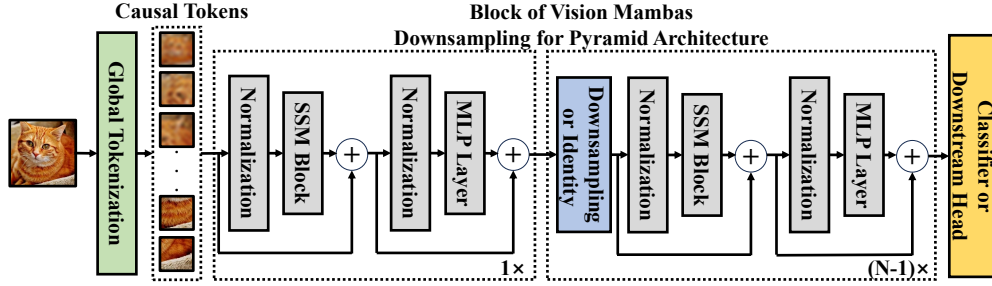 Causal Tokens
Block of Vision Mambas
Downsampling for Pyramid Architecture
Global Tokenization
Normalization
SSM Block
+
Normalization
MLP Layer
+
1×
Downsampling
or Identity
Normalization
SSM Block
+
Normalization
MLP Layer
+
(N-1)×
Classifier or
Downstream Head